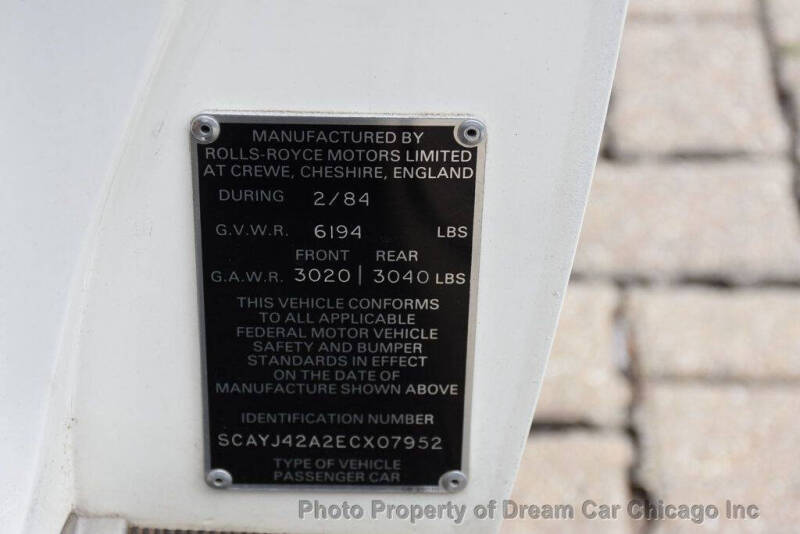 MANUFACTURED BY
ROLLS-ROYCE MOTORS LIMITED
AT CREWE, CHESHIRE, ENGLAND
DURING 2/84
G.V.W.R. 6194 LBS
FRONT REAR
G.A.W.R. 3020 | 3040 LBS
THIS VEHICLE CONFORMS
TO ALL APPLICABLE
FEDERAL MOTOR VEHICLE
SAFETY AND BUMPER
STANDARDS IN EFFECT
ON THE DATE OF
MANUFACTURE SHOWN ABOVE
IDENTIFICATION NUMBER
SCAYJ42A2ECX07952
TYPE OF VEHICLE
PASSENGER CAR
Photo Property of Dream Car Chicago Inc